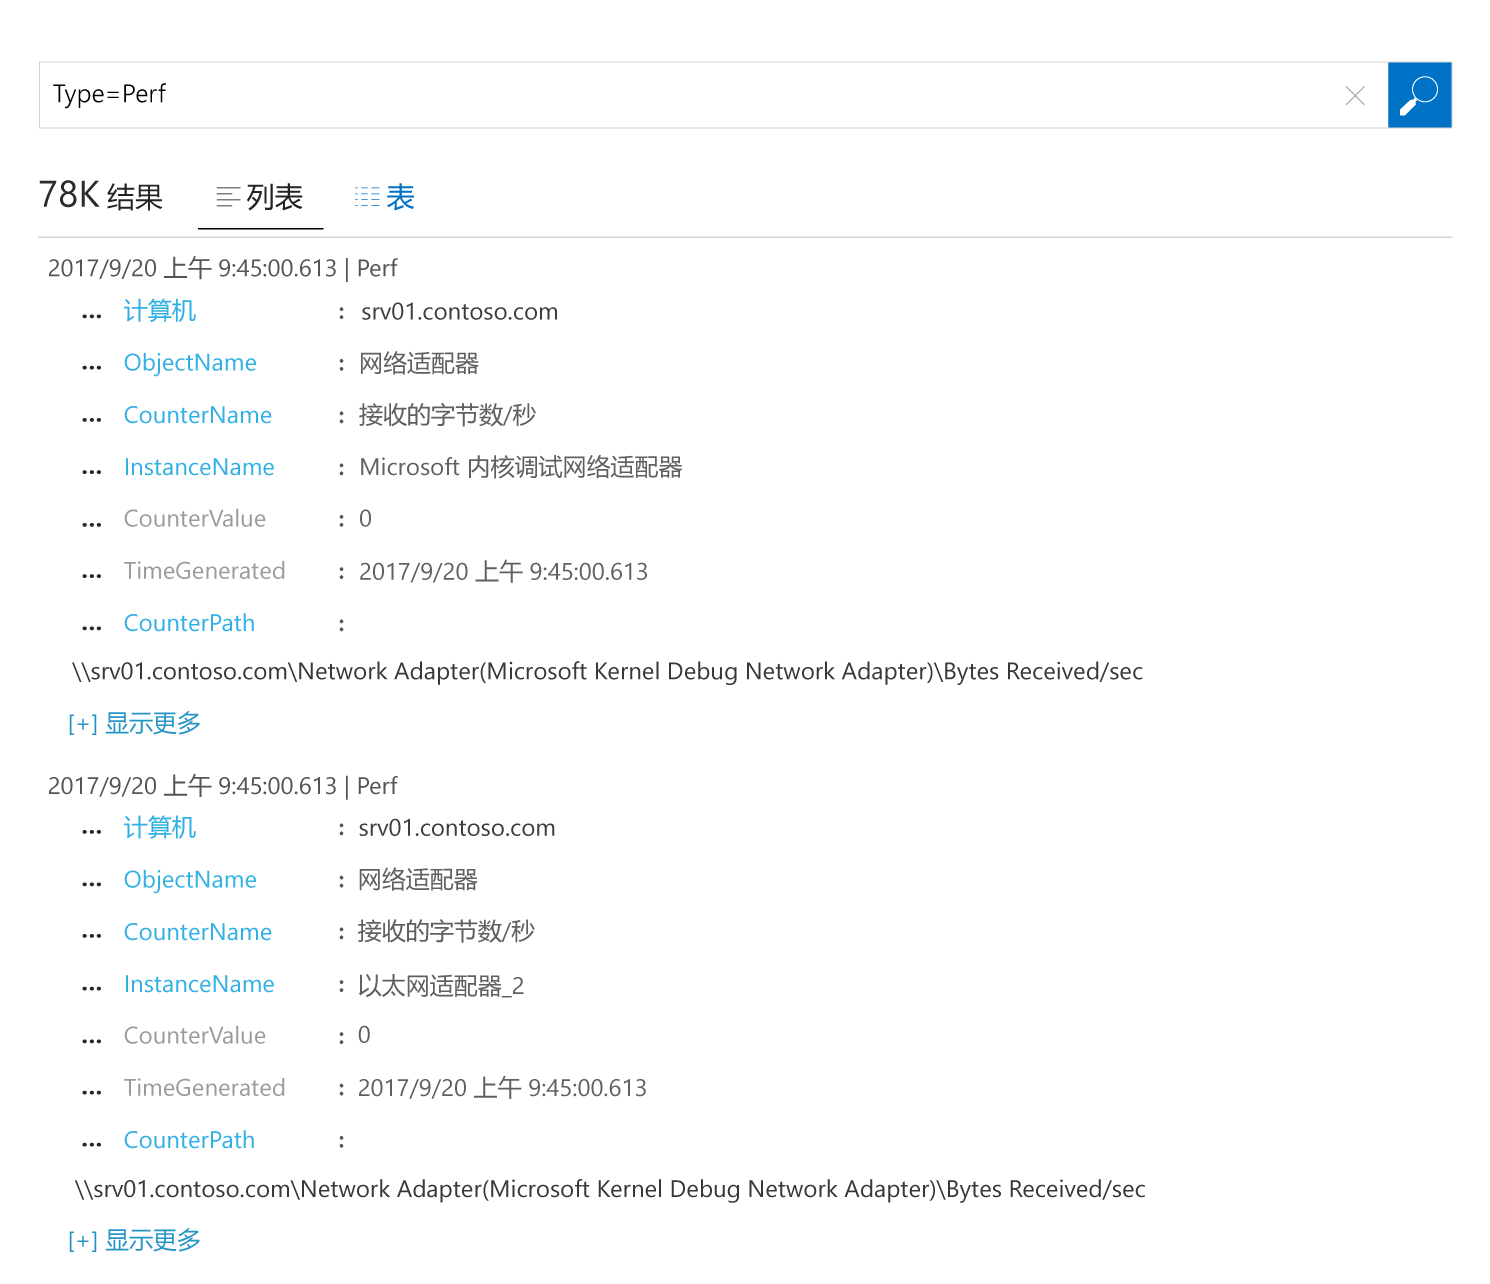 Type=Perf
78K 结果 列表 表
2017/9/20 上午 9:45:00.613 | Perf
... 计算机 : srv01.contoso.com
... ObjectName : 网络适配器
... CounterName : 接收的字节数/秒
... InstanceName : Microsoft 内核调试网络适配器
... CounterValue : 0
... TimeGenerated : 2017/9/20 上午 9:45:00.613
... CounterPath :
\\srv01.contoso.com\Network Adapter(Microsoft Kernel Debug Network Adapter)\Bytes Received/sec
[+] 显示更多
2017/9/20 上午 9:45:00.613 | Perf
... 计算机 : srv01.contoso.com
... ObjectName : 网络适配器
... CounterName : 接收的字节数/秒
... InstanceName : 以太网适配器_2
... CounterValue : 0
... TimeGenerated : 2017/9/20 上午 9:45:00.613
... CounterPath :
\\srv01.contoso.com\Network Adapter(Microsoft Kernel Debug Network Adapter)\Bytes Received/sec
[+] 显示更多